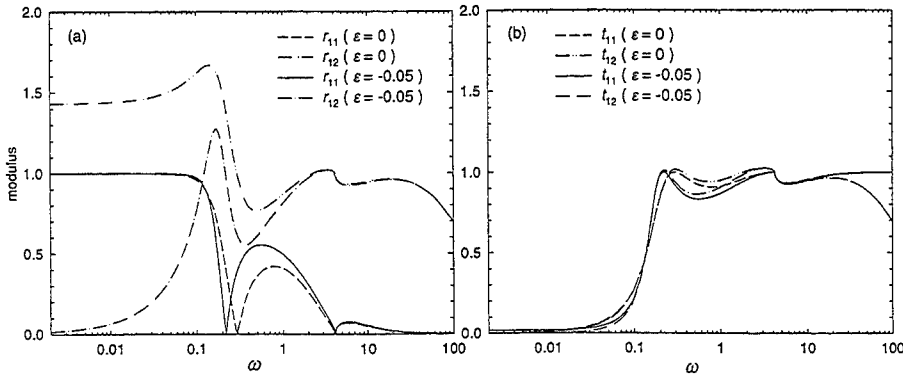 2.0
1.5
1.0
0.5
0.0
modulus
(a)
r11 ( ε= 0 )
r12 ( ε= 0 )
r11 ( ε= -0.05 )
r12 ( ε= -0.05 )
0.01
0.1
1
10
100
ω
2.0
1.5
1.0
0.5
0.0
(b)
t11 ( ε= 0 )
t12 ( ε= 0 )
t11 ( ε= -0.05 )
t12 ( ε= -0.05 )
0.01
0.1
1
10
100
ω